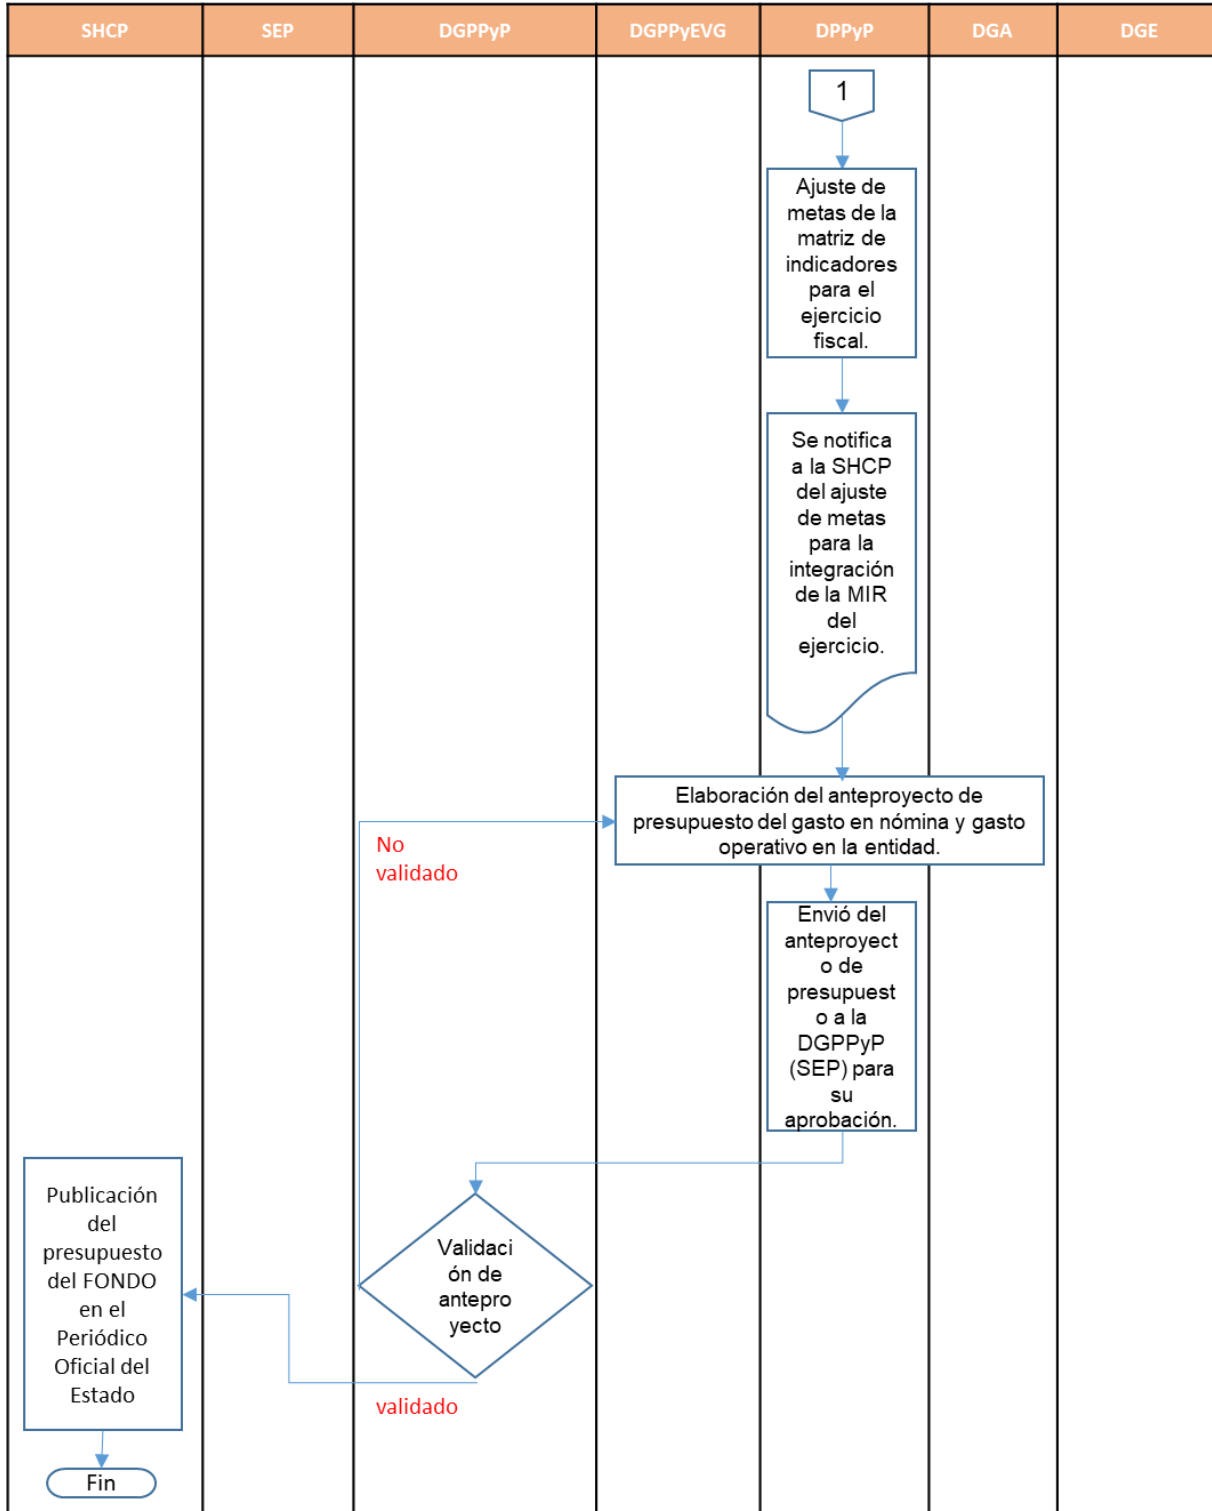 SHCP
SEP
DGPPyP
DGPPyEVG
DPPyP
DGA
DGE
1
Ajuste de
metas de la
matriz de
indicadores
para el
ejercicio
fiscal.
Se notifica
a la SHCP
del ajuste
de metas
para la
integración
de la MIR
del
ejercicio.
Elaboración del anteproyecto de
presupuesto del gasto en nómina y gasto
operativo en la entidad.
No
validado
Envió del
anteproyect
o de
presupuest
o a la
DGPPyP
(SEP) para
su
aprobación.
Validaci
ón de
antepro
yecto
validado
Publicación
del
presupuesto
del FONDO
en el
Periódico
Oficial del
Estado
Fin